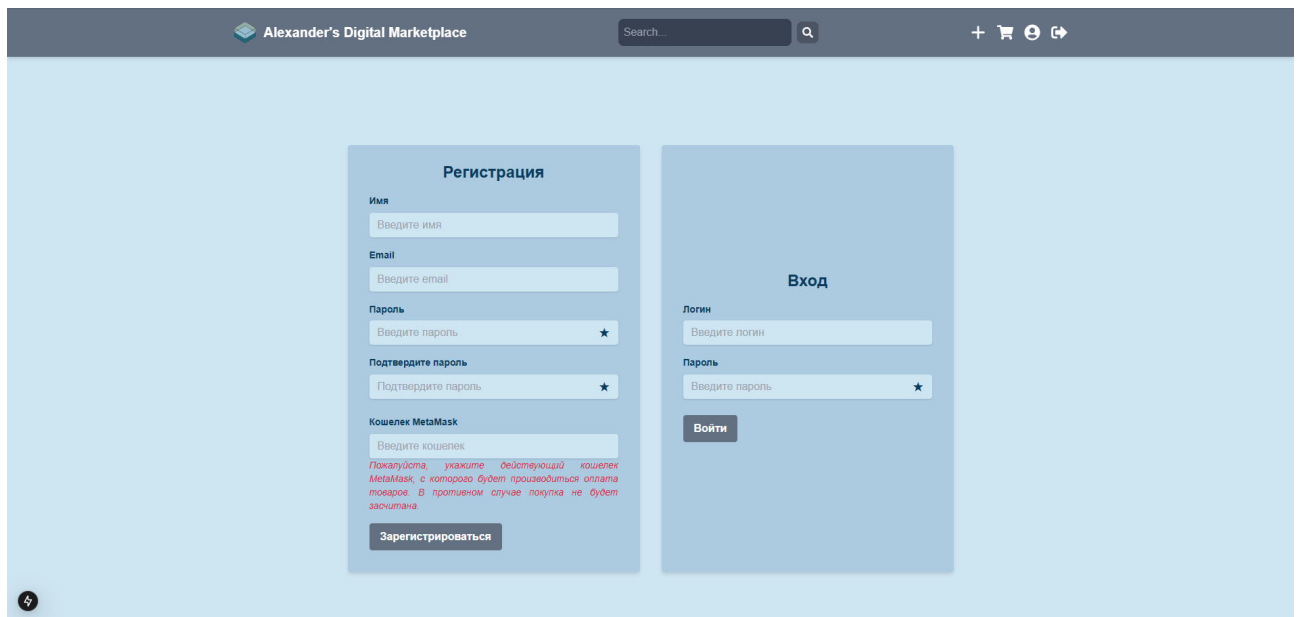 Alexander's Digital Marketplace
Search...
Регистрация
Имя
Введите имя
Email
Введите email
Пароль
Введите пароль
Подтвердите пароль
Подтвердите пароль
Кошелек MetaMask
Введите кошелек
Пожалуйста, укажите действующий кошелек
MetaMask, с которого будет производиться оплата
товаров. В противном случае покупка не будет
засчитана.
Зарегистрироваться
Вход
Логин
Введите логин
Пароль
Введите пароль
Войти